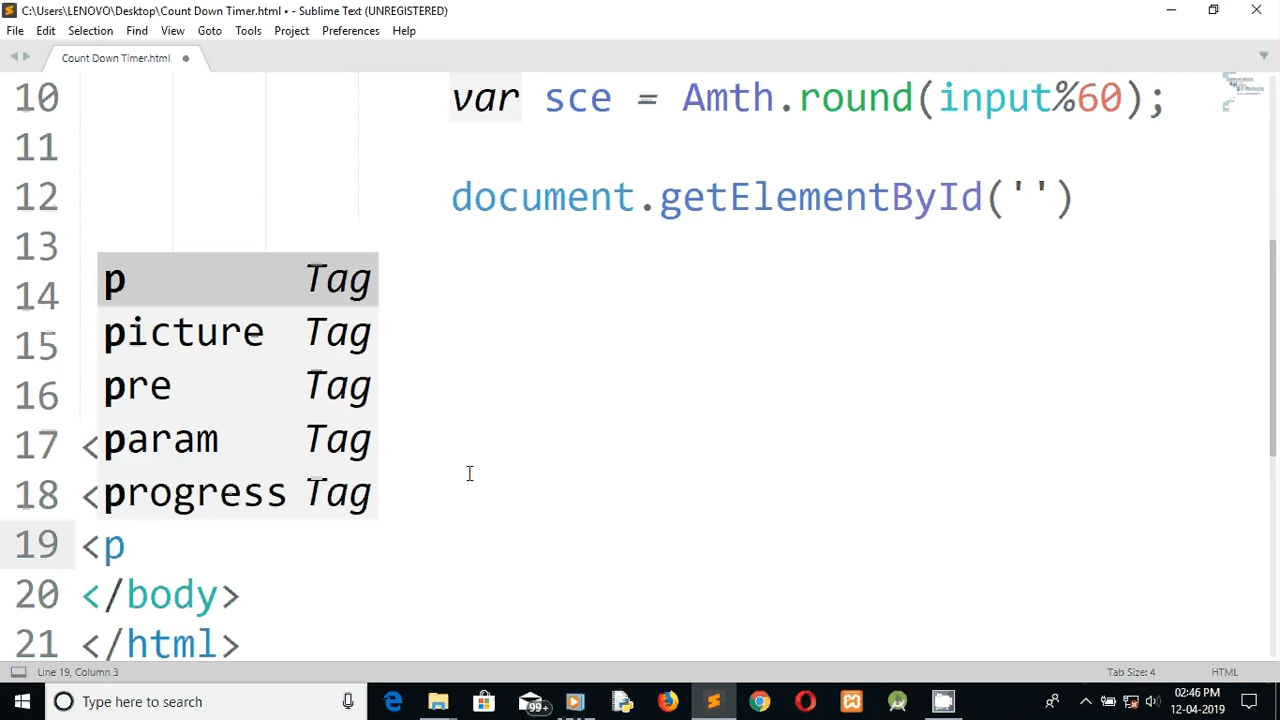 C:\Users\LENOVO\Desktop\Count Down Timer.html • - Sublime Text (UNREGISTERED)
File Edit Selection Find View Goto Tools Project Preferences Help
Count Down Timer.html
10 var sce = Amth.round(input%60);
11
12 document.getElementById('')
13
p Tag
14
picture Tag
15
pre Tag
16
param Tag
17 <
18 <
progress Tag
19 <p
20 </body>
21 </html>
Line 19, Column 3 Tab Size: 4 HTML
Type here to search
99+
02:46 PM
12-04-2019